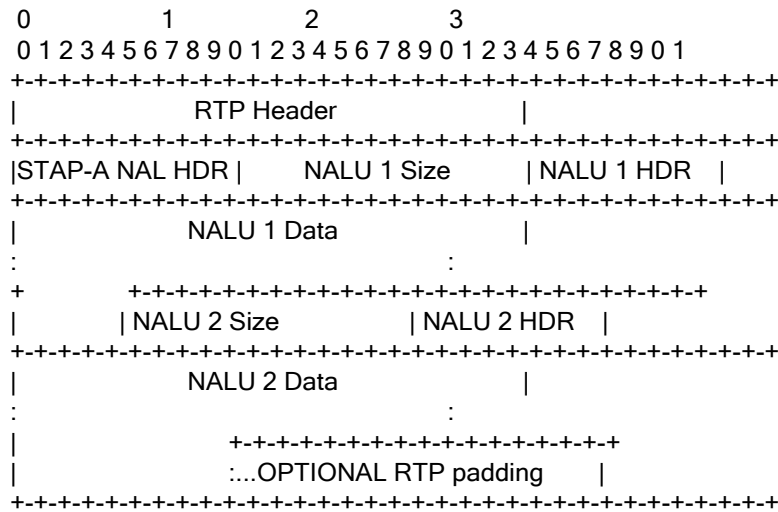 0 1 2 3
0 1 2 3 4 5 6 7 8 9 0 1 2 3 4 5 6 7 8 9 0 1 2 3 4 5 6 7 8 9 0 1
+-+-+-+-+-+-+-+-+-+-+-+-+-+-+-+-+-+-+-+-+-+-+-+-+-+-+-+-+-+-+-+-+
| RTP Header |
+-+-+-+-+-+-+-+-+-+-+-+-+-+-+-+-+-+-+-+-+-+-+-+-+-+-+-+-+-+-+-+-+
|STAP-A NAL HDR | NALU 1 Size | NALU 1 HDR |
+-+-+-+-+-+-+-+-+-+-+-+-+-+-+-+-+-+-+-+-+-+-+-+-+-+-+-+-+-+-+-+-+
| NALU 1 Data |
: :
+ +-+-+-+-+-+-+-+-+-+-+-+-+-+-+-+-+-+-+-+-+-+-+-+-+
| | NALU 2 Size | NALU 2 HDR |
+-+-+-+-+-+-+-+-+-+-+-+-+-+-+-+-+-+-+-+-+-+-+-+-+-+-+-+-+-+-+-+-+
| NALU 2 Data |
: :
| +-+-+-+-+-+-+-+-+-+-+-+-+-+-+-+-+
| :...OPTIONAL RTP padding |
+-+-+-+-+-+-+-+-+-+-+-+-+-+-+-+-+-+-+-+-+-+-+-+-+-+-+-+-+-+-+-+-+